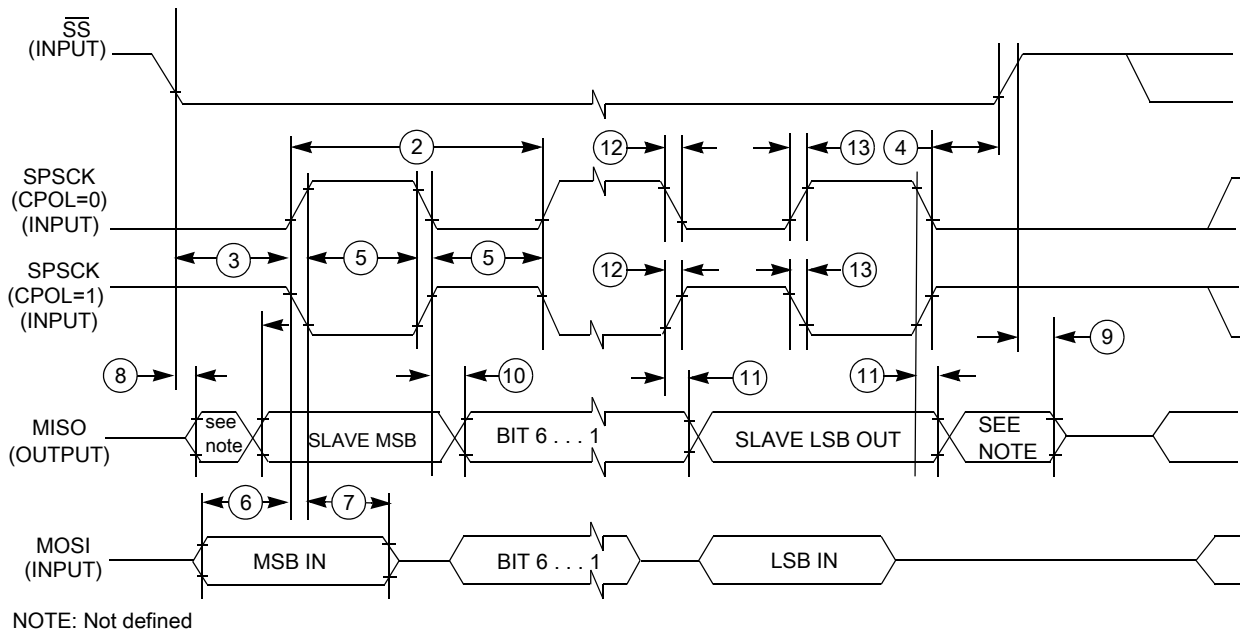 SS
(INPUT)
2
12
13
4
SPSCK
(CPOL=0)
(INPUT)
3
5
5
SPSCK
(CPOL=1)
(INPUT)
12
13
8
10
11
11
9
MISO
(OUTPUT)
see
note
SLAVE MSB
BIT 6 . . . 1
SLAVE LSB OUT
SEE
NOTE
6
7
MOSI
(INPUT)
MSB IN
BIT 6 . . . 1
LSB IN
NOTE: Not defined